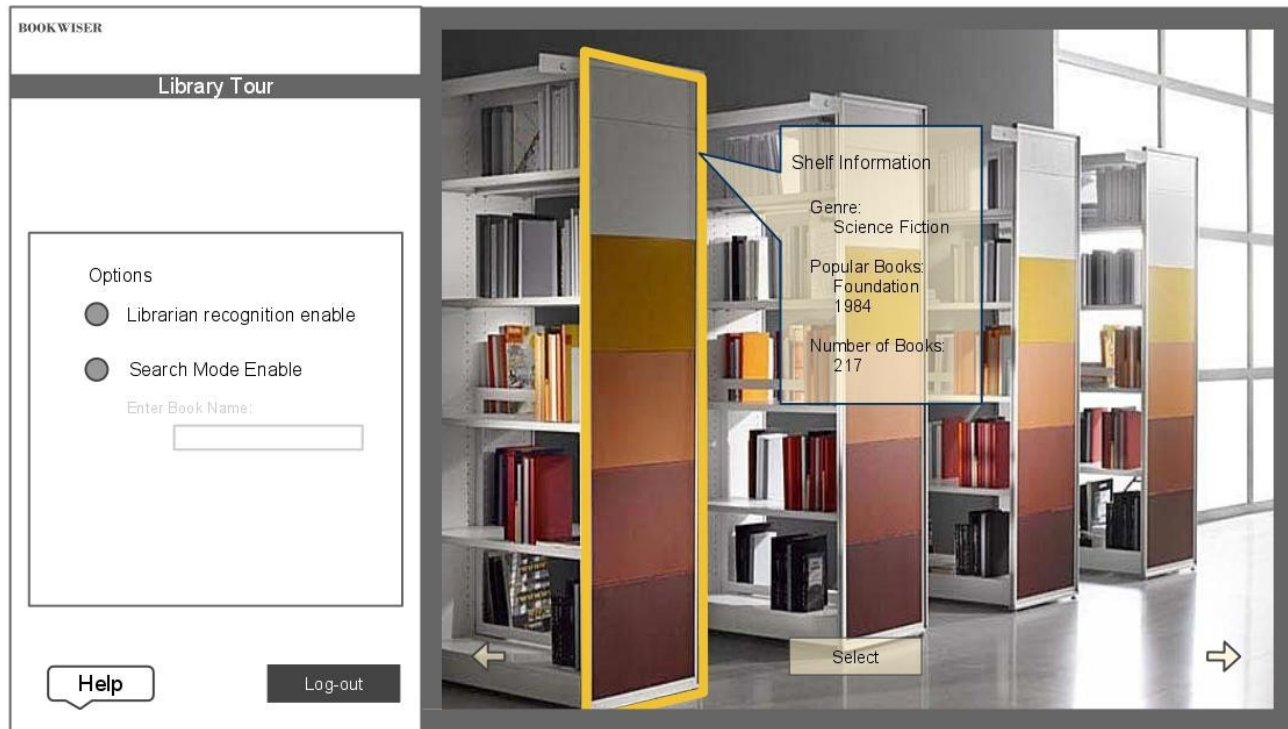 BOOKWISER
Library Tour
Options
Librarian recognition enable
Search Mode Enable
Enter Book Name:
Help
Log-out
Shelf Information
Genre:
Science Fiction
Popular Books:
Foundation
1984
Number of Books:
217
Select